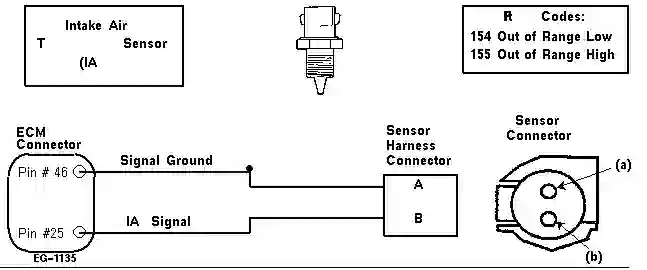 Intake Air
T Sensor
(IA
R Codes:
154 Out of Range Low
155 Out of Range High
ECM
Connector
Pin # 46
Signal Ground
Sensor
Harness
Connector
A
B
Sensor
Connector
(a)
Pin #25
IA Signal
EG-1135
(b)